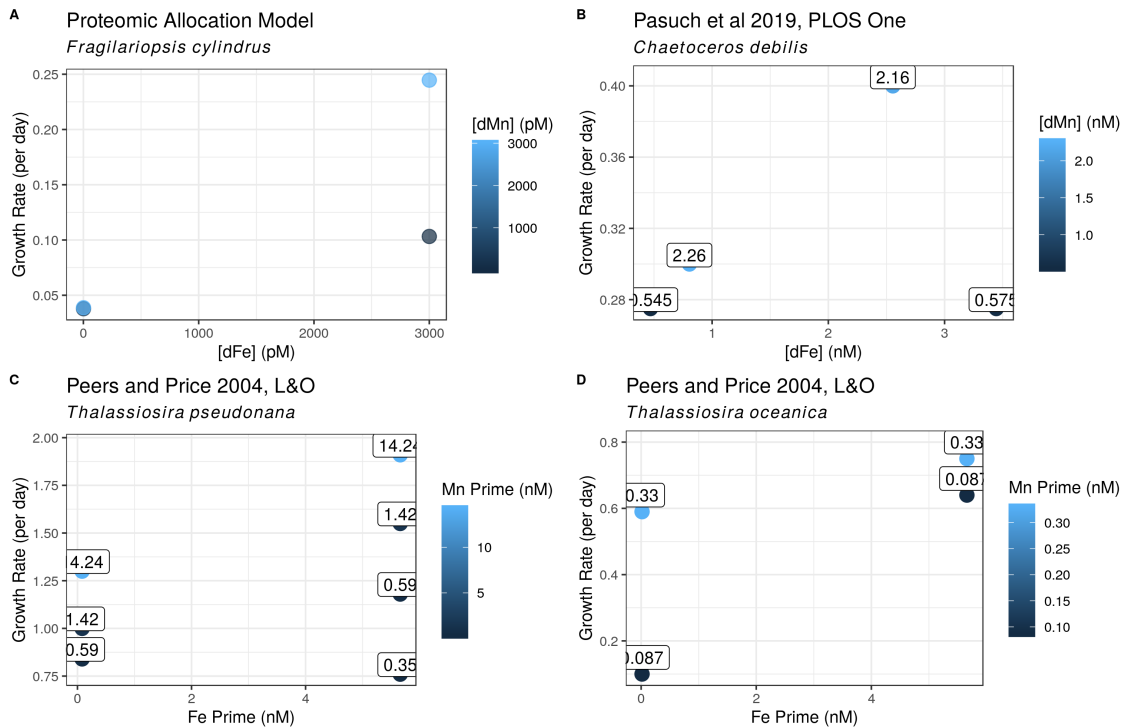 A
Proteomic Allocation Model
Fragilariopsis cylindrus
Growth Rate (per day)
0.25
0.20
0.15
0.10
0.05
0
1000
2000
3000
[dFe] (pM)
[dMn] (pM)
3000
2000
1000
B
Pasuch et al 2019, PLOS One
Chaetoceros debilis
Growth Rate (per day)
0.40
0.36
0.32
0.28
2.16
2.26
0.545
0.575
1
2
3
[dFe] (nM)
[dMn] (nM)
2.0
1.5
1.0
C
Peers and Price 2004, L&O
Thalassiosira pseudonana
Growth Rate (per day)
2.00
1.75
1.50
1.25
1.00
0.75
14.24
1.42
0.59
0.35
4.24
1.42
0.59
0
2
4
Fe Prime (nM)
Mn Prime (nM)
10
5
D
Peers and Price 2004, L&O
Thalassiosira oceanica
Growth Rate (per day)
0.8
0.6
0.4
0.2
0.33
0.087
0.33
0.087
0
2
4
Fe Prime (nM)
Mn Prime (nM)
0.30
0.25
0.20
0.15
0.10